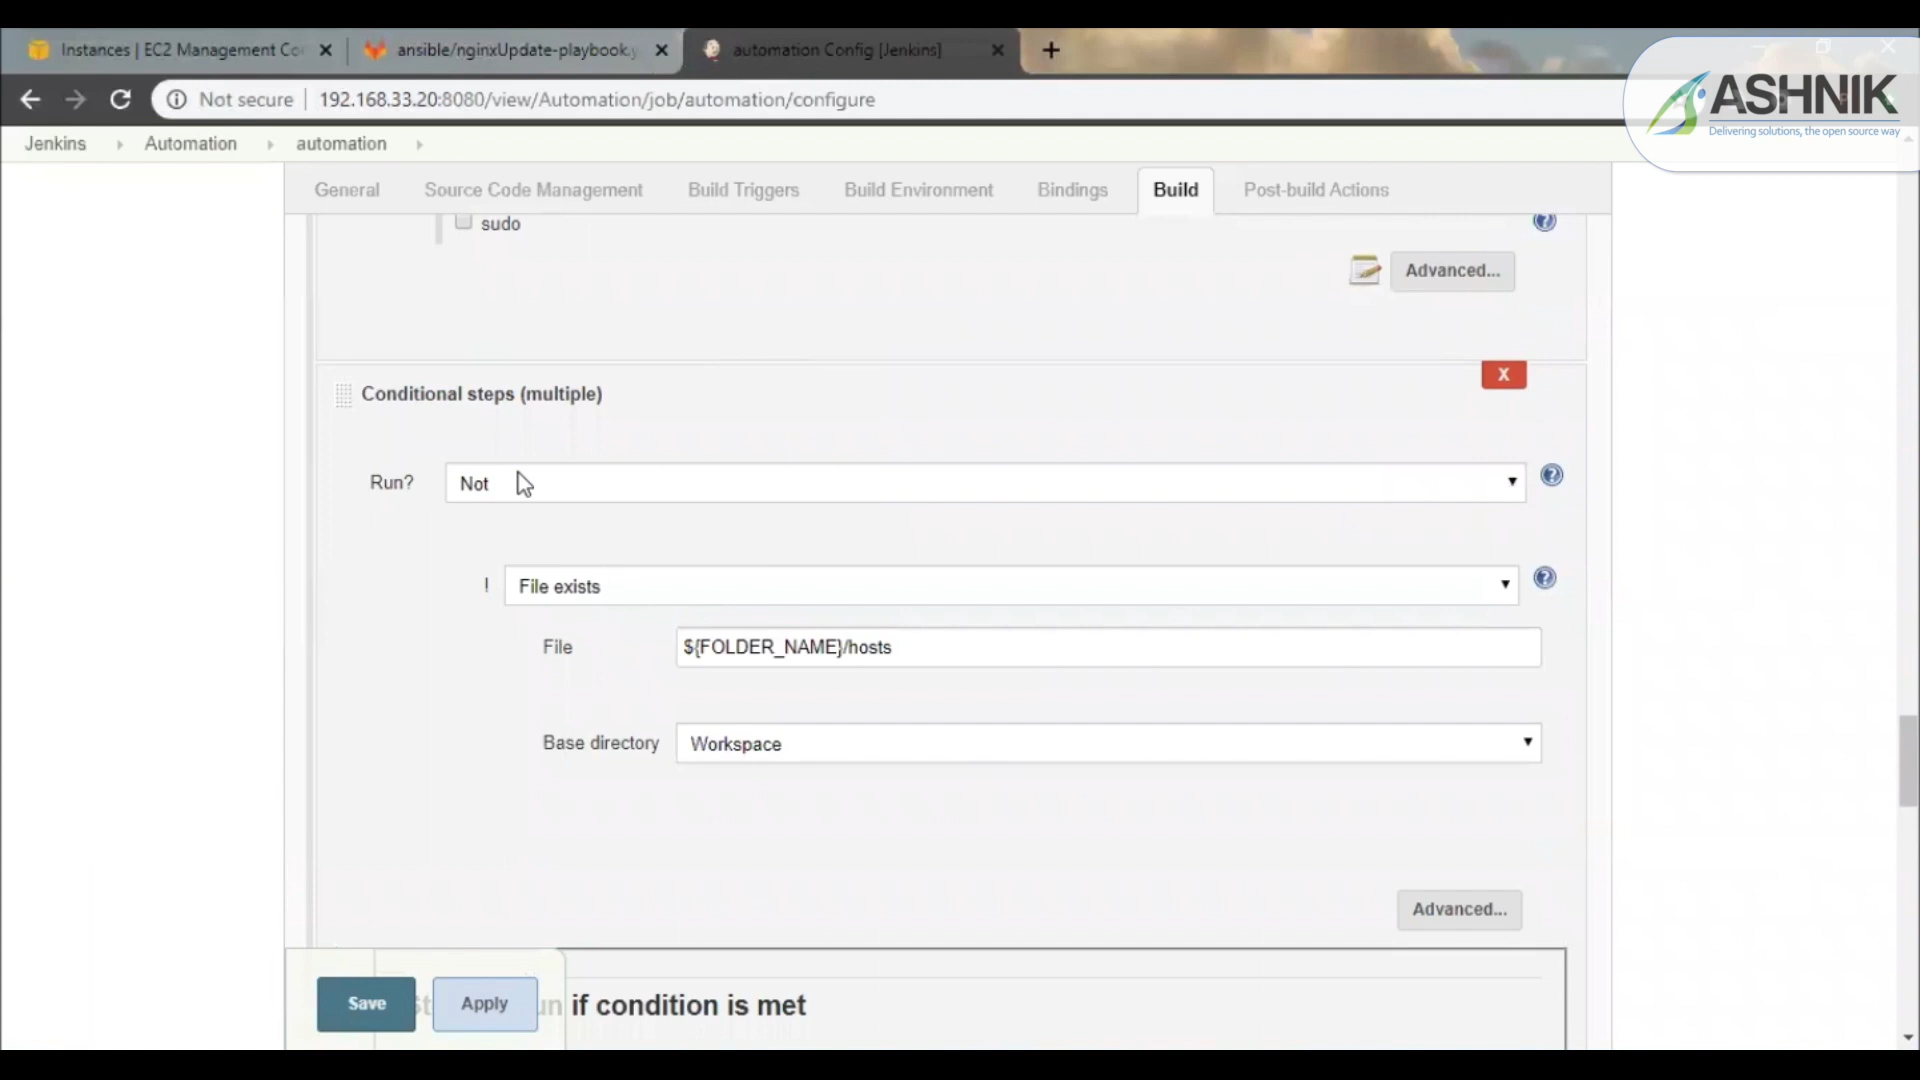 Instances | EC2 Management Co
ansible/nginxUpdate-playbook.y
automation Config [Jenkins]
Not secure
192.168.33.20:8080/view/Automation/job/automation/configure
ASHNIK
Delivering solutions, the open source way
Jenkins
Automation
automation
General
Source Code Management
Build Triggers
Build Environment
Bindings
Build
Post-build Actions
sudo
Advanced...
X
Conditional steps (multiple)
Run?
Not
!
File exists
File
${FOLDER_NAME}/hosts
Base directory
Workspace
Advanced...
Save
Apply
un if condition is met